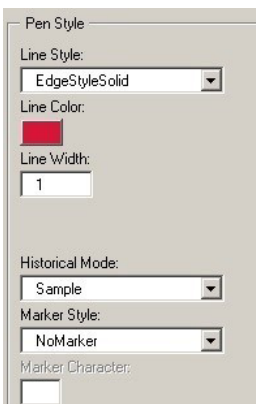 Pen Style
Line Style:
EdgeStyleSolid
Line Color:
Line Width:
1
Historical Mode:
Sample
Marker Style:
NoMarker
Marker Character: